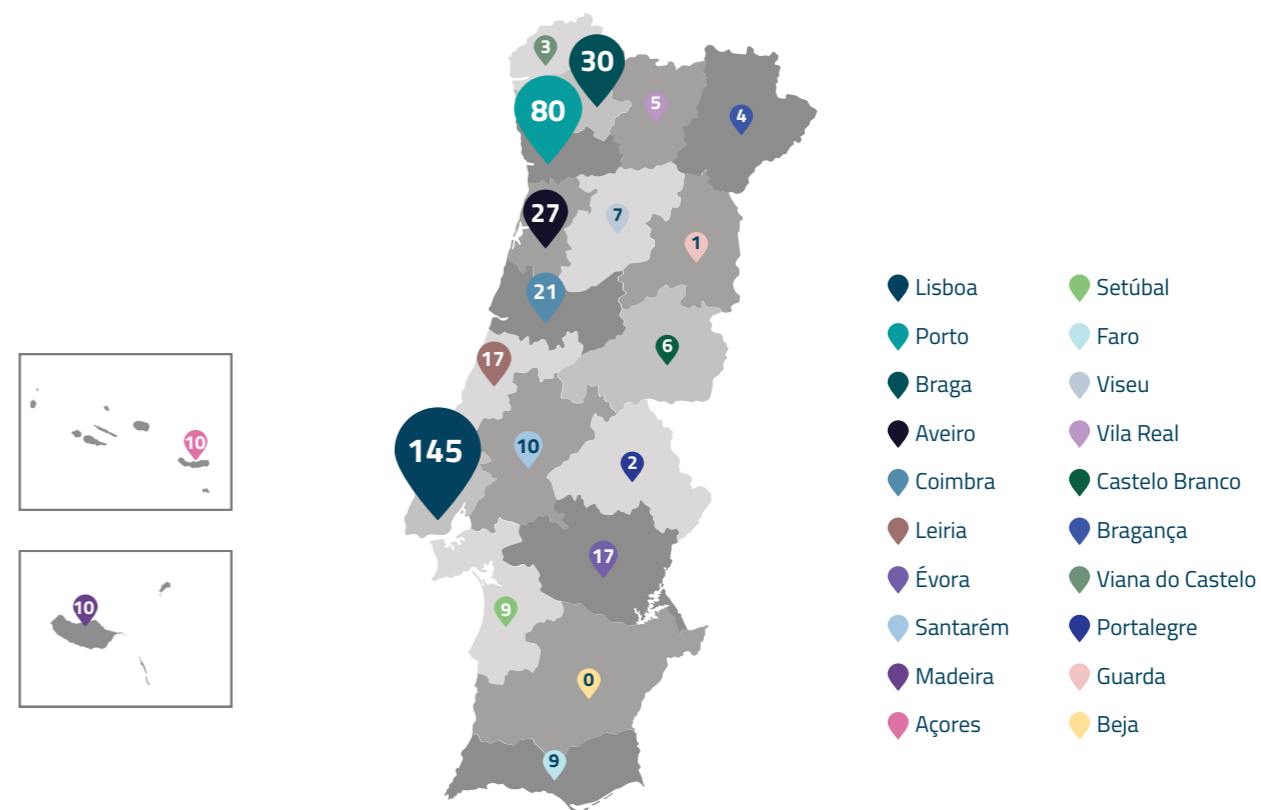 3
30
80
5
4
27
7
1
21
6
17
145
10
2
10
17
10
9
0
9
Lisboa
Porto
Braga
Aveiro
Coimbra
Leiria
Évora
Santarém
Madeira
Açores
Setúbal
Faro
Viseu
Vila Real
Castelo Branco
Bragança
Viana do Castelo
Portalegre
Guarda
Beja